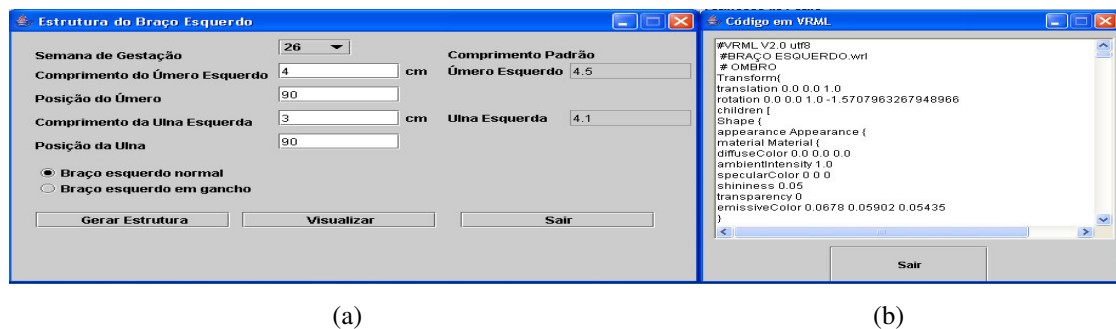 Estrutura do Braço Esquerdo
Semana de Gestação 26 Comprimento Padrão
Comprimento do Úmero Esquerdo 4 cm Úmero Esquerdo 4.5
Posição do Úmero 90
Comprimento da Ulna Esquerda 3 cm Ulna Esquerda 4.1
Posição da Ulna 90
Braço esquerdo normal
Braço esquerdo em gancho
Gerar Estrutura Visualizar Sair
Código em VRML
#VRML V2.0 utf8
#BRAÇO ESQUERDO.wrl
# OMBRO
Transform{
translation 0.0 0.0 1.0
rotation 0.0 0.0 1.0 -1.5707963267948966
children [
Shape {
appearance Appearance {
material Material {
diffuseColor 0.0 0.0 0.0
ambientIntensity 1.0
specularColor 0 0 0
shininess 0.05
transparency 0
emissiveColor 0.0678 0.05902 0.05435
}
Sair
(a) (b)